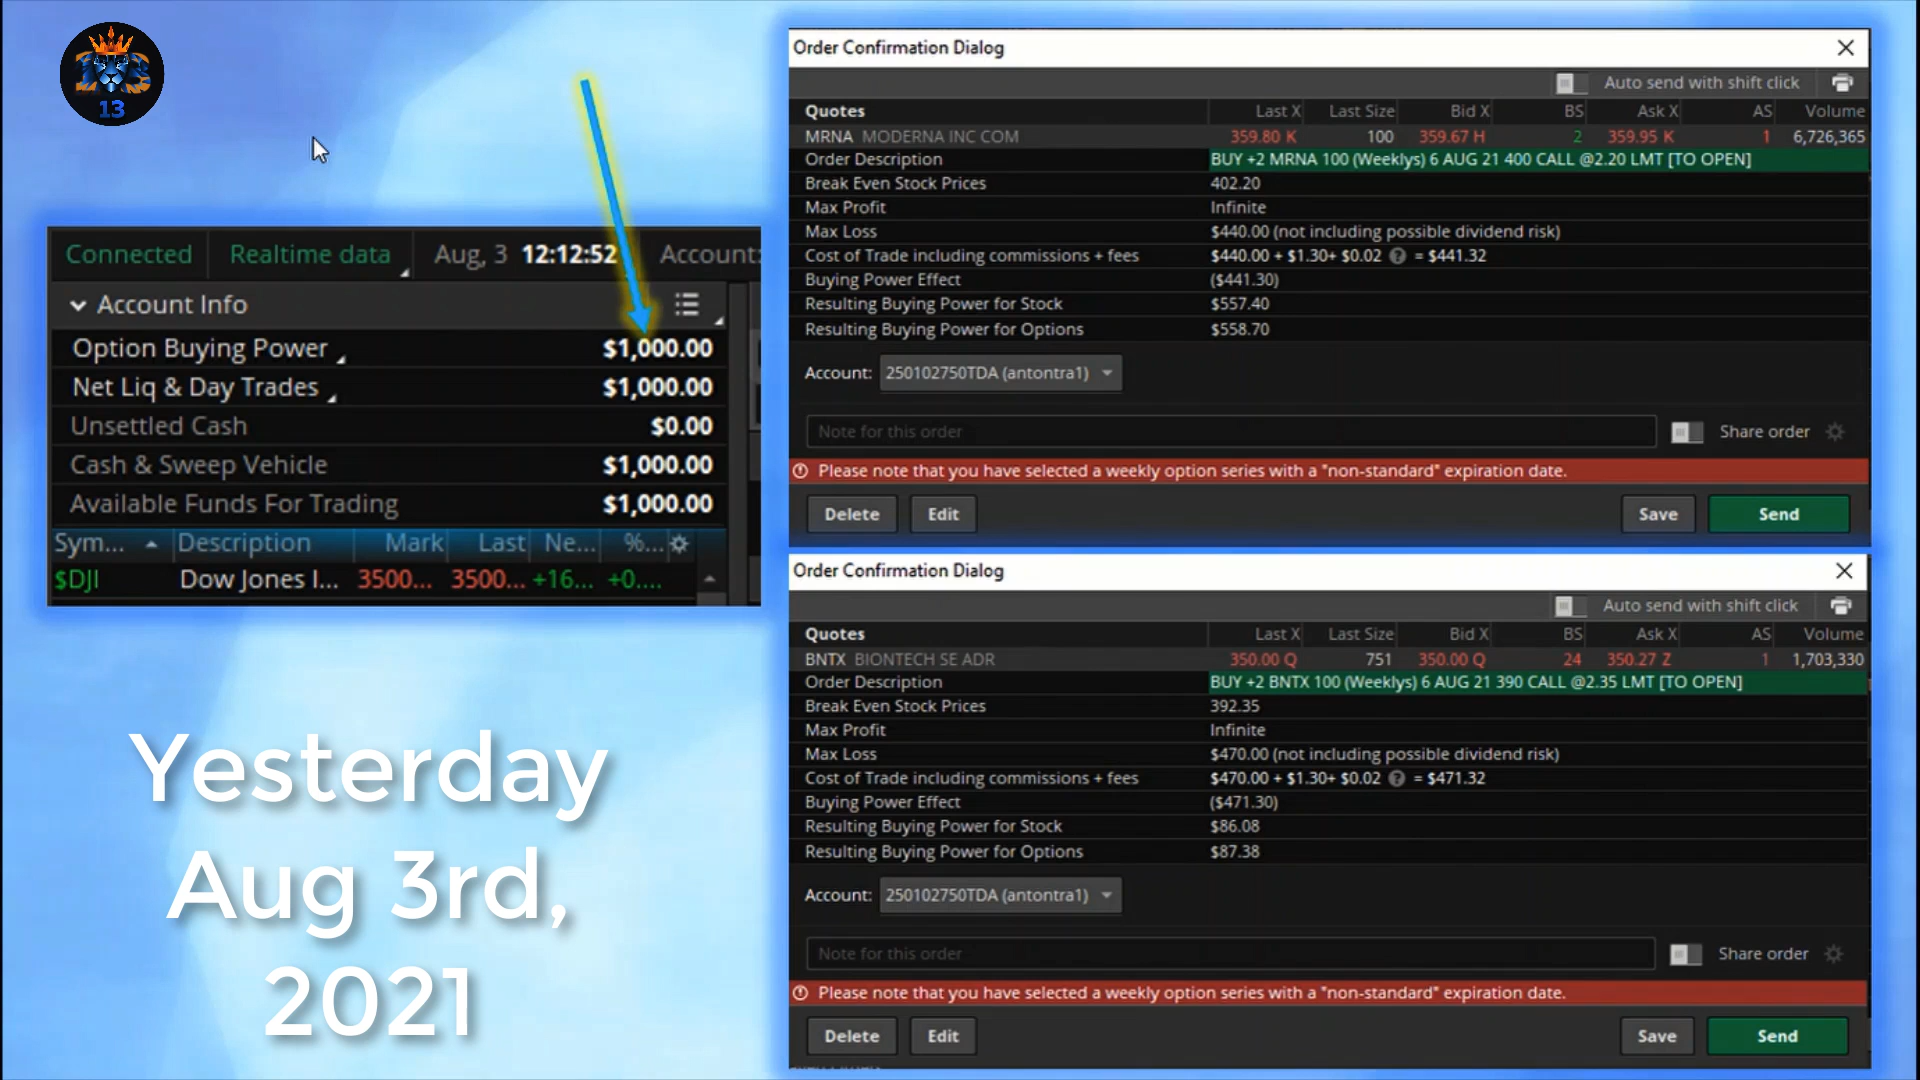 13
Connected Realtime data Aug, 3 12:12:52 Account:
Account Info
Option Buying Power $1,000.00
Net Liq & Day Trades $1,000.00
Unsettled Cash $0.00
Cash & Sweep Vehicle $1,000.00
Available Funds For Trading $1,000.00
Sym... Description Mark Last Ne... %...
$DJI Dow Jones I... 3500... 3500... +16... +0....
Yesterday
Aug 3rd,
2021
Order Confirmation Dialog
Auto send with shift click
Quotes Last X Last Size Bid X BS Ask X AS Volume
MRNA MODERNA INC COM 359.80 K 100 359.67 H 2 359.95 K 1 6,726,365
Order Description BUY +2 MRNA 100 (Weeklys) 6 AUG 21 400 CALL @2.20 LMT [TO OPEN]
Break Even Stock Prices 402.20
Max Profit Infinite
Max Loss $440.00 (not including possible dividend risk)
Cost of Trade including commissions + fees $440.00 + $1.30+ $0.02 ? = $441.32
Buying Power Effect ($441.30)
Resulting Buying Power for Stock $557.40
Resulting Buying Power for Options $558.70
Account: 250102750TDA (antontra1)
Note for this order Share order
Please note that you have selected a weekly option series with a "non-standard" expiration date.
Delete Edit Save Send
Order Confirmation Dialog
Auto send with shift click
Quotes Last X Last Size Bid X BS Ask X AS Volume
BNTX BIONTECH SE ADR 350.00 Q 751 350.00 Q 24 350.27 Z 1 1,703,330
Order Description BUY +2 BNTX 100 (Weeklys) 6 AUG 21 390 CALL @2.35 LMT [TO OPEN]
Break Even Stock Prices 392.35
Max Profit Infinite
Max Loss $470.00 (not including possible dividend risk)
Cost of Trade including commissions + fees $470.00 + $1.30+ $0.02 ? = $471.32
Buying Power Effect ($471.30)
Resulting Buying Power for Stock $86.08
Resulting Buying Power for Options $87.38
Account: 250102750TDA (antontra1)
Note for this order Share order
Please note that you have selected a weekly option series with a "non-standard" expiration date.
Delete Edit Save Send